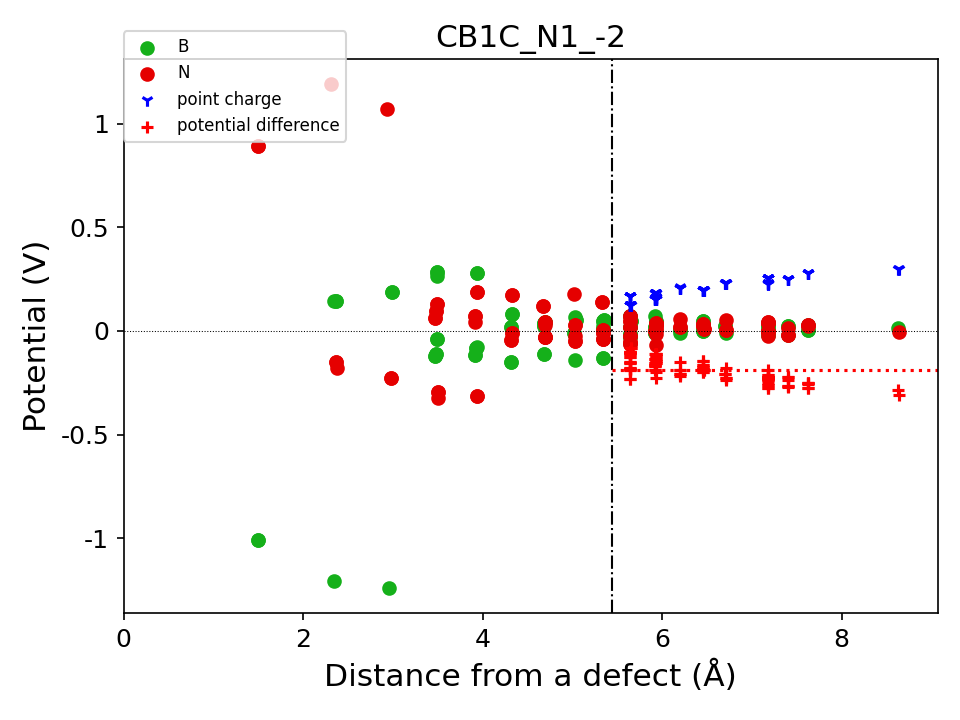 CB1C_N1_-2
B
N
point charge
potential difference
Potential (V)
1
0.5
0
-0.5
-1
0 2 4 6 8
Distance from a defect (Å)